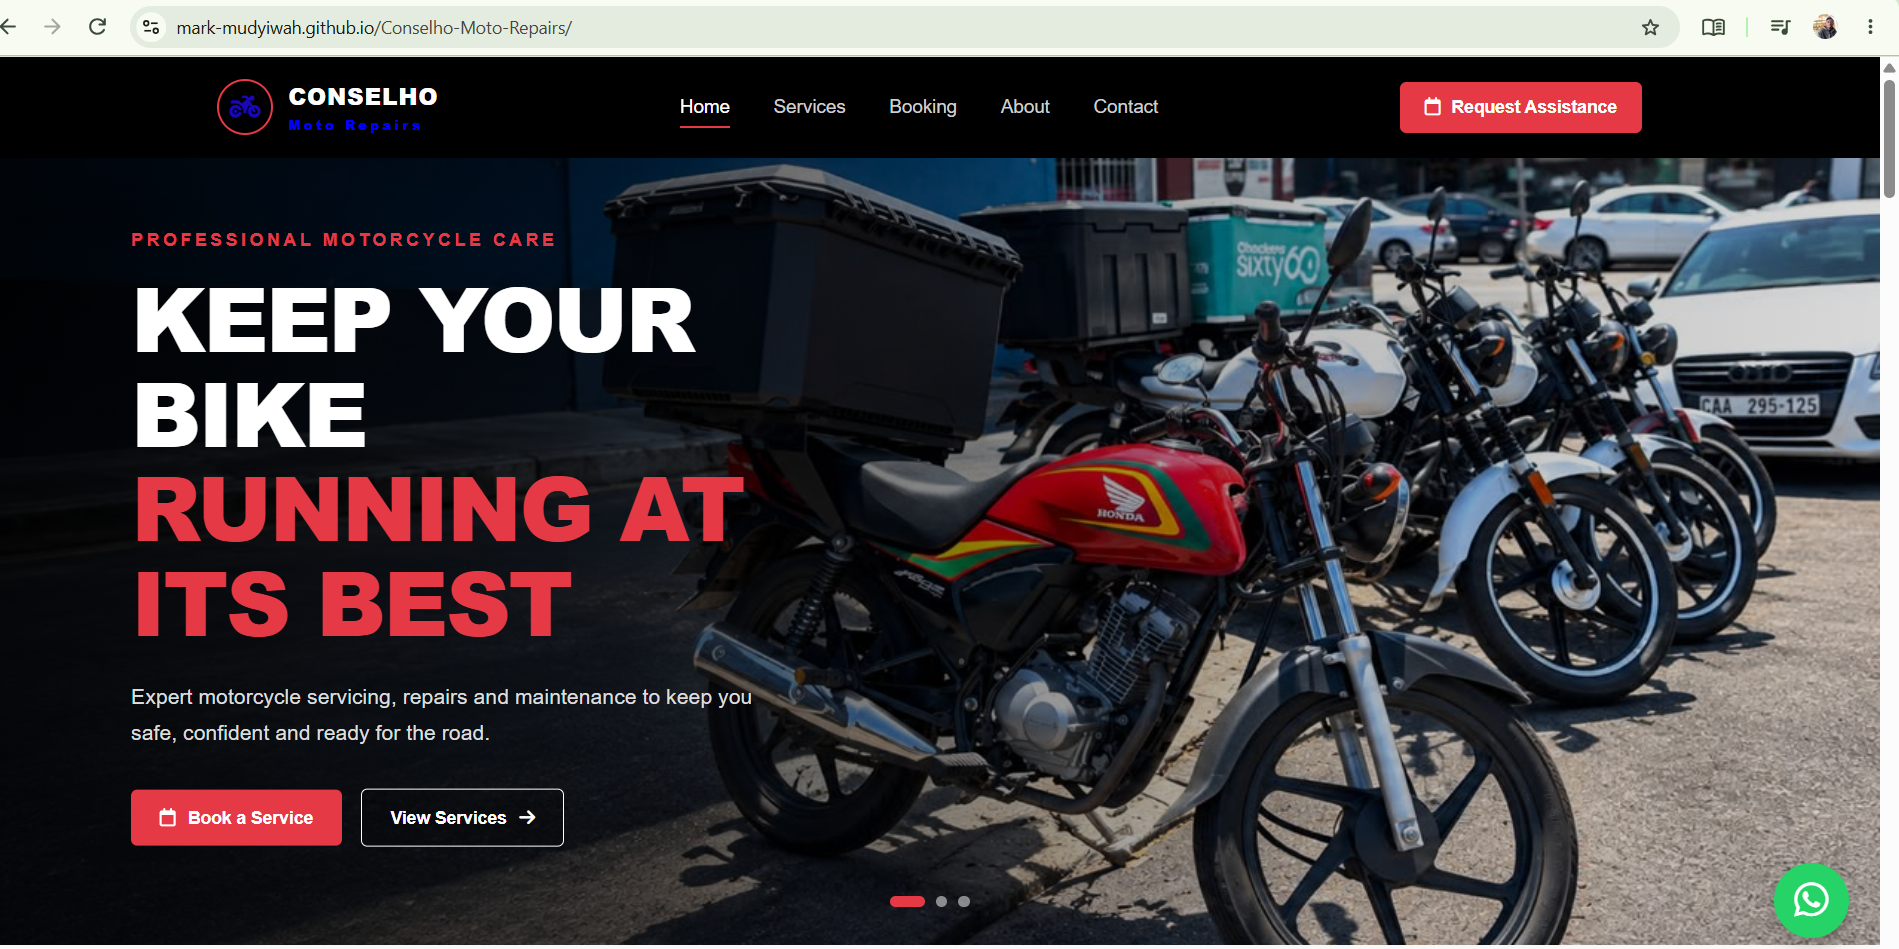 mark-mudyiwah.github.io/Conselho-Moto-Repairs/
CONSELHO
Moto Repairs
Home
Services
Booking
About
Contact
Request Assistance
PROFESSIONAL MOTORCYCLE CARE
KEEP YOUR
BIKE
RUNNING AT
ITS BEST
Expert motorcycle servicing, repairs and maintenance to keep you
safe, confident and ready for the road.
Book a Service
View Services
Checkers
SIXTY60
HONDA
CAA 295-125